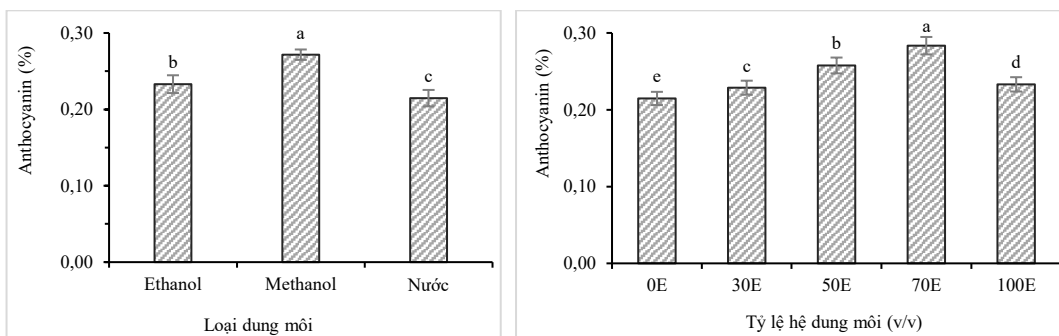 Anthocyanin (%)
0,30
0,20
0,10
0,00
b
a
c
Ethanol
Methanol
Nước
Loại dung môi
Anthocyanin (%)
0,30
0,20
0,10
0,00
e
c
b
a
d
0E
30E
50E
70E
100E
Tỷ lệ hệ dung môi (v/v)